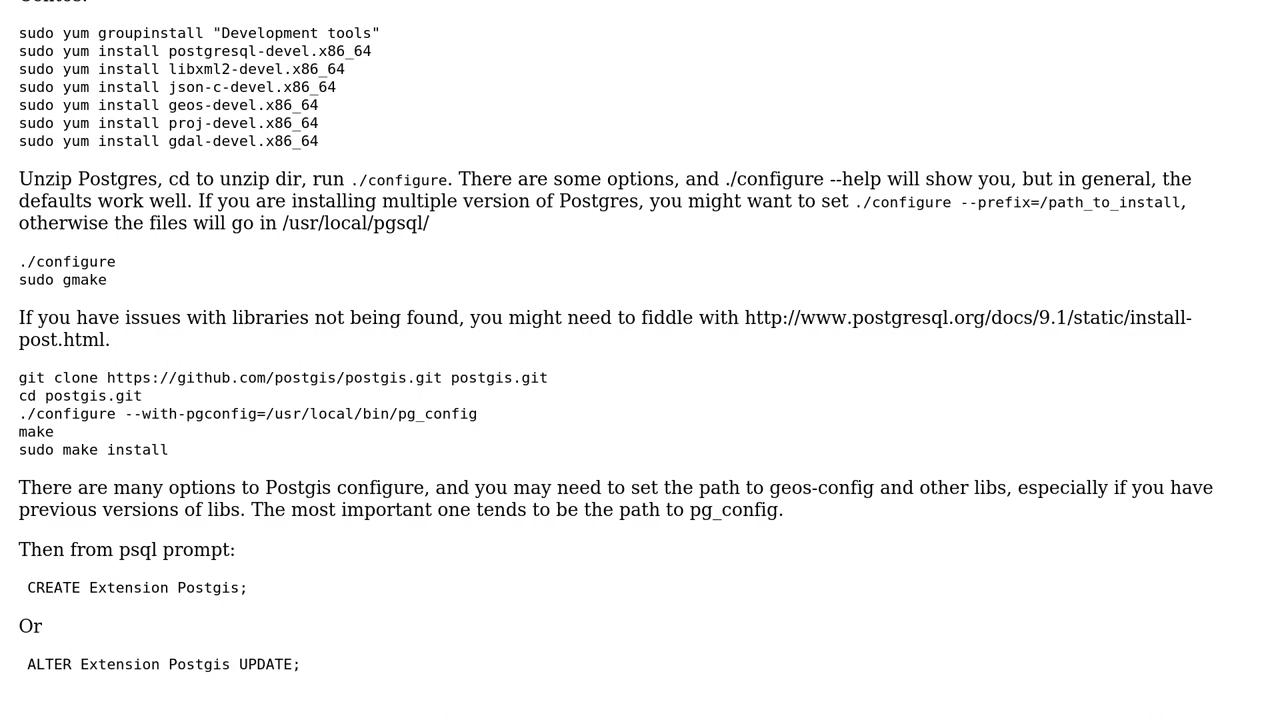 sudo yum groupinstall "Development tools"
sudo yum install postgresql-devel.x86_64
sudo yum install libxml2-devel.x86_64
sudo yum install json-c-devel.x86_64
sudo yum install geos-devel.x86_64
sudo yum install proj-devel.x86_64
sudo yum install gdal-devel.x86_64
Unzip Postgres, cd to unzip dir, run ./configure. There are some options, and ./configure --help will show you, but in general, the
defaults work well. If you are installing multiple version of Postgres, you might want to set ./configure --prefix=/path_to_install,
otherwise the files will go in /usr/local/pgsql/
./configure
sudo gmake
If you have issues with libraries not being found, you might need to fiddle with http://www.postgresql.org/docs/9.1/static/install-
post.html.
git clone https://github.com/postgis/postgis.git postgis.git
cd postgis.git
./configure --with-pgconfig=/usr/local/bin/pg_config
make
sudo make install
There are many options to Postgis configure, and you may need to set the path to geos-config and other libs, especially if you have
previous versions of libs. The most important one tends to be the path to pg_config.
Then from psql prompt:
CREATE Extension Postgis;
Or
ALTER Extension Postgis UPDATE;